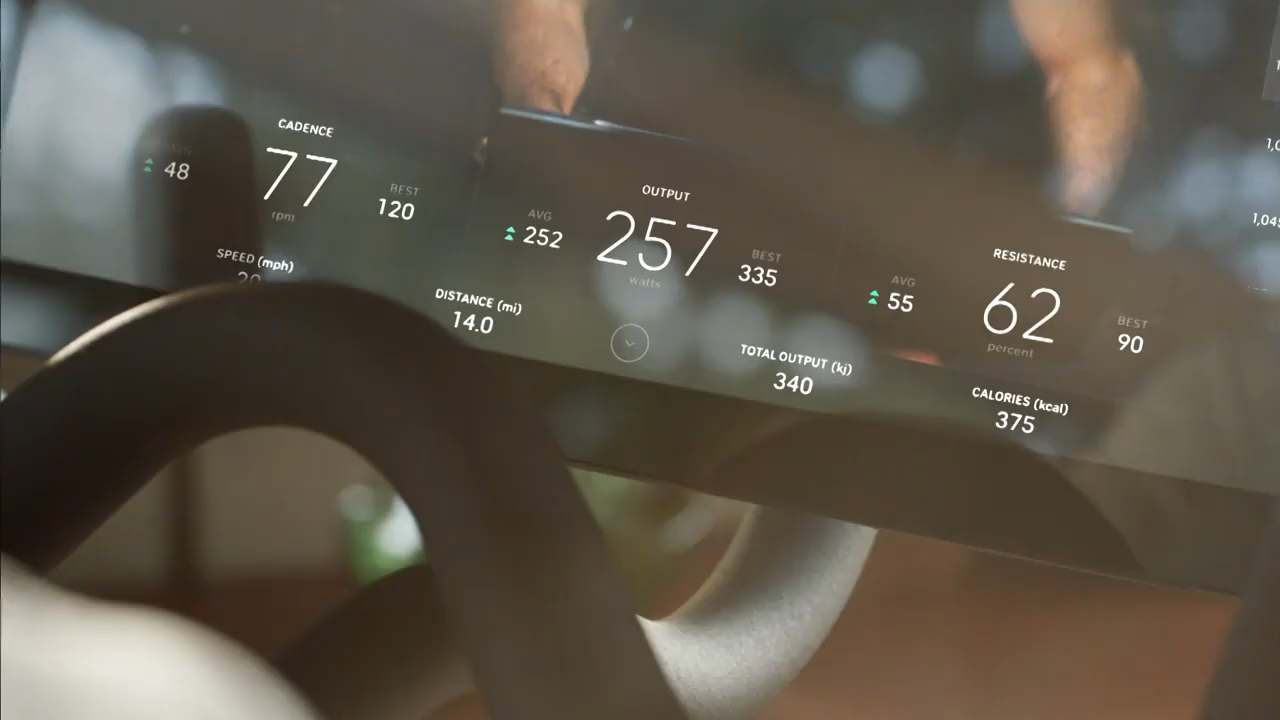 CADENCE
AVG
48
77
rpm
BEST
120
SPEED (mph)
OUTPUT
AVG
252
257
watts
BEST
335
DISTANCE (mi)
14.0
TOTAL OUTPUT (kj)
340
RESISTANCE
AVG
55
62
percent
BEST
90
CALORIES (kcal)
375